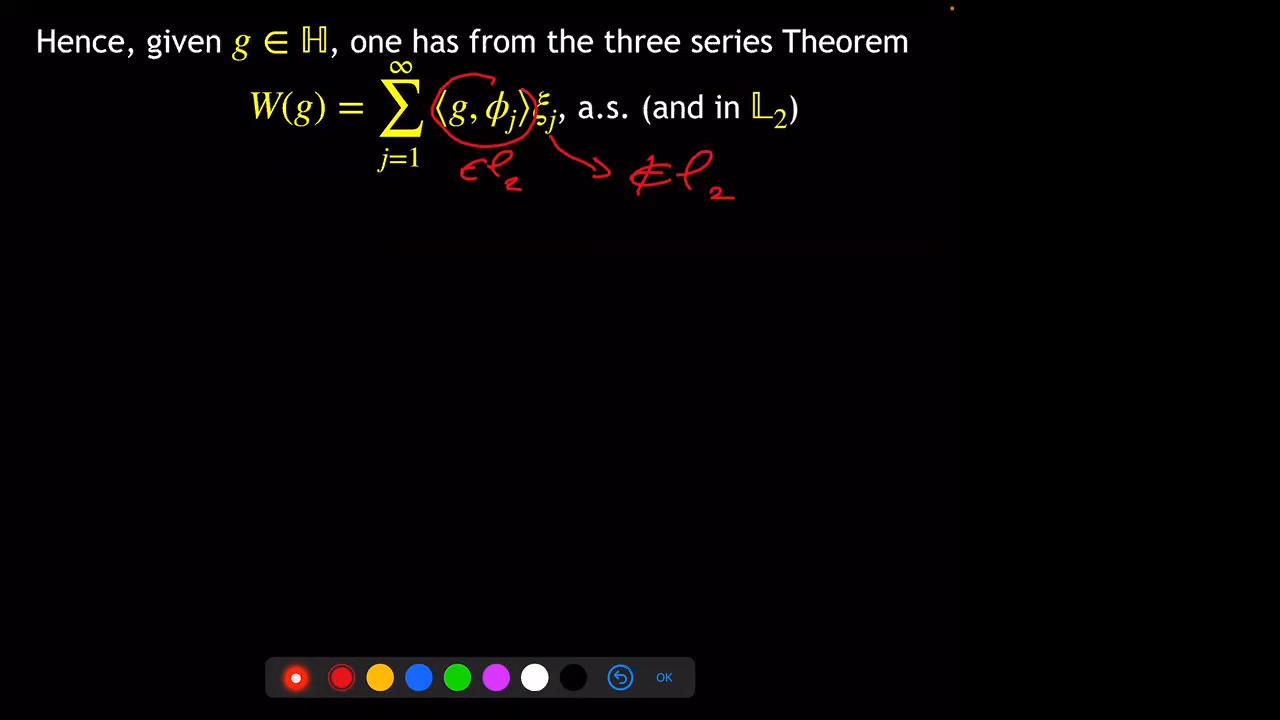 Hence, given g ∈ ℍ, one has from the three series Theorem
W(g) = ∑_{j=1}^{∞} ⟨g, ϕ_j⟩ξ_j, a.s. (and in 𝕃_2)
∈ ℓ_2 ∉ ℓ_2
OK